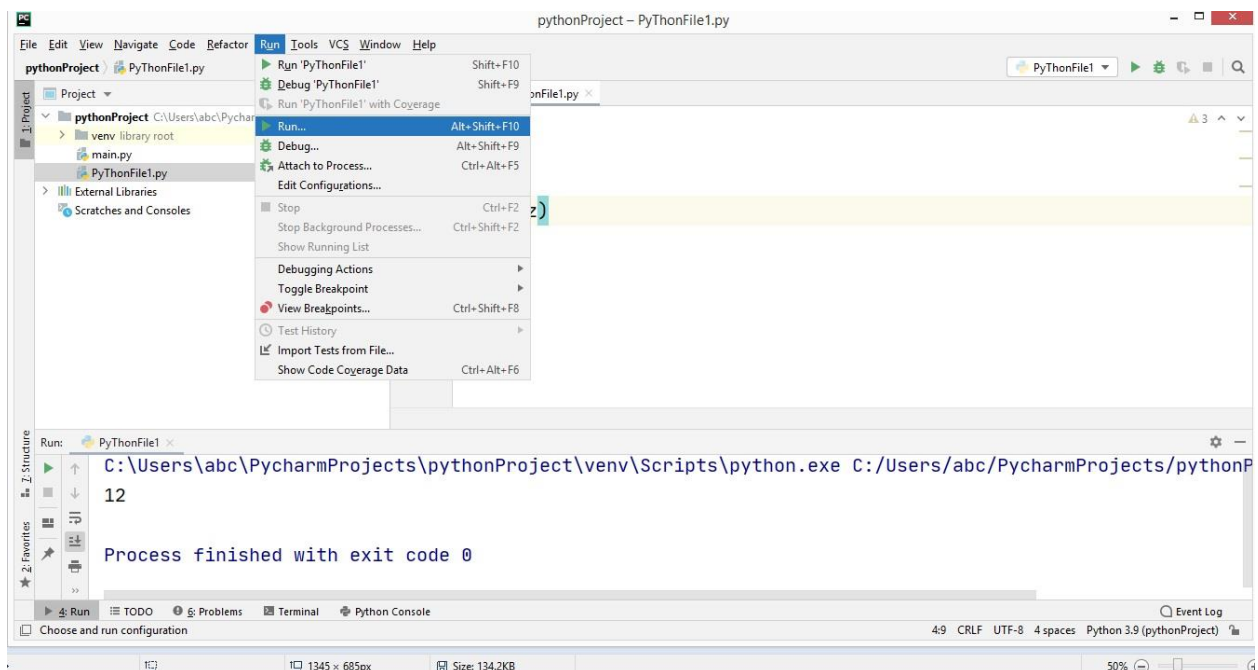 PC
pythonProject – PyThonFile1.py
File Edit View Navigate Code Refactor Run Tools VCS Window Help
pythonProject PyThonFile1.py
PyThonFile1
1: Project
Project
onFile1.py
pythonProject C:\Users\abc\Pychar
venv library root
main.py
PyThonFile1.py
External Libraries
Scratches and Consoles
Run 'PyThonFile1' Shift+F10
Debug 'PyThonFile1' Shift+F9
Run 'PyThonFile1' with Coverage
Run... Alt+Shift+F10
Debug... Alt+Shift+F9
Attach to Process... Ctrl+Alt+F5
Edit Configurations...
Stop Ctrl+F2
Stop Background Processes... Ctrl+Shift+F2
Show Running List
Debugging Actions
Toggle Breakpoint
View Breakpoints... Ctrl+Shift+F8
Test History
Import Tests from File...
Show Code Coverage Data Ctrl+Alt+F6
3
z)
Z: Structure
2: Favorites
Run: PyThonFile1
C:\Users\abc\PycharmProjects\pythonProject\venv\Scripts\python.exe C:/Users/abc/PycharmProjects/pythonP
12
Process finished with exit code 0
4: Run TODO 6: Problems Terminal Python Console Event Log
Choose and run configuration 4:9 CRLF UTF-8 4 spaces Python 3.9 (pythonProject)
1345 × 685px Size: 134.2KB 50%